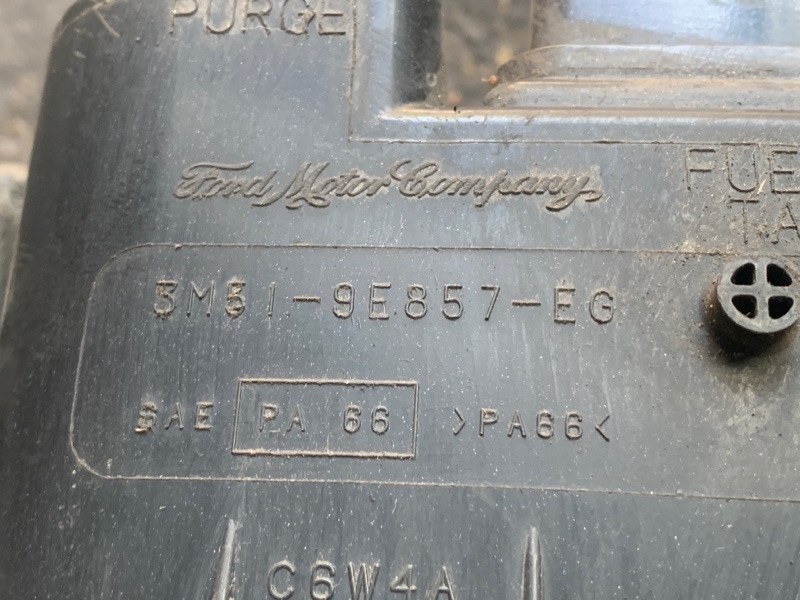 PURGE
Ford Motor Company
FUE
TA
3M51-9E857-EG
SAE PA 66 >PA66<
C6W4A